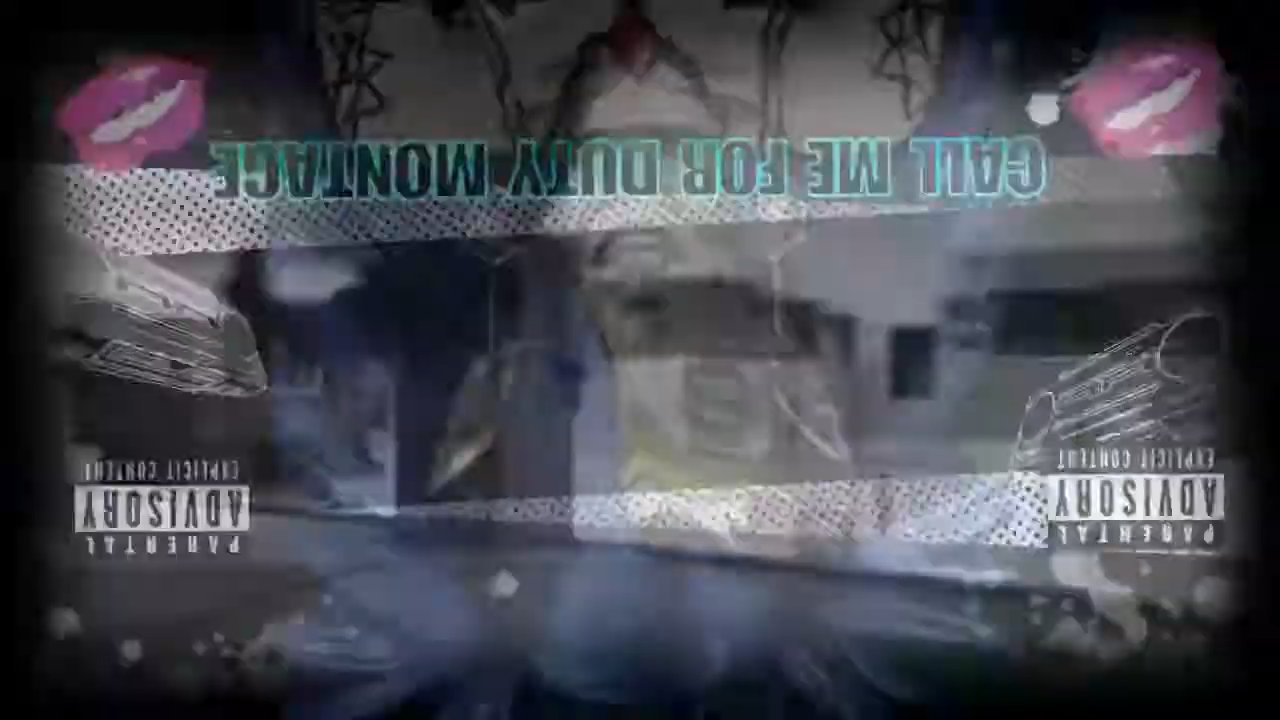 PARENTAL
ADVISORY
EXPLICIT CONTENT
PARENTAL
ADVISORY
EXPLICIT CONTENT
CALL ME FOR DUTY MONTAGE